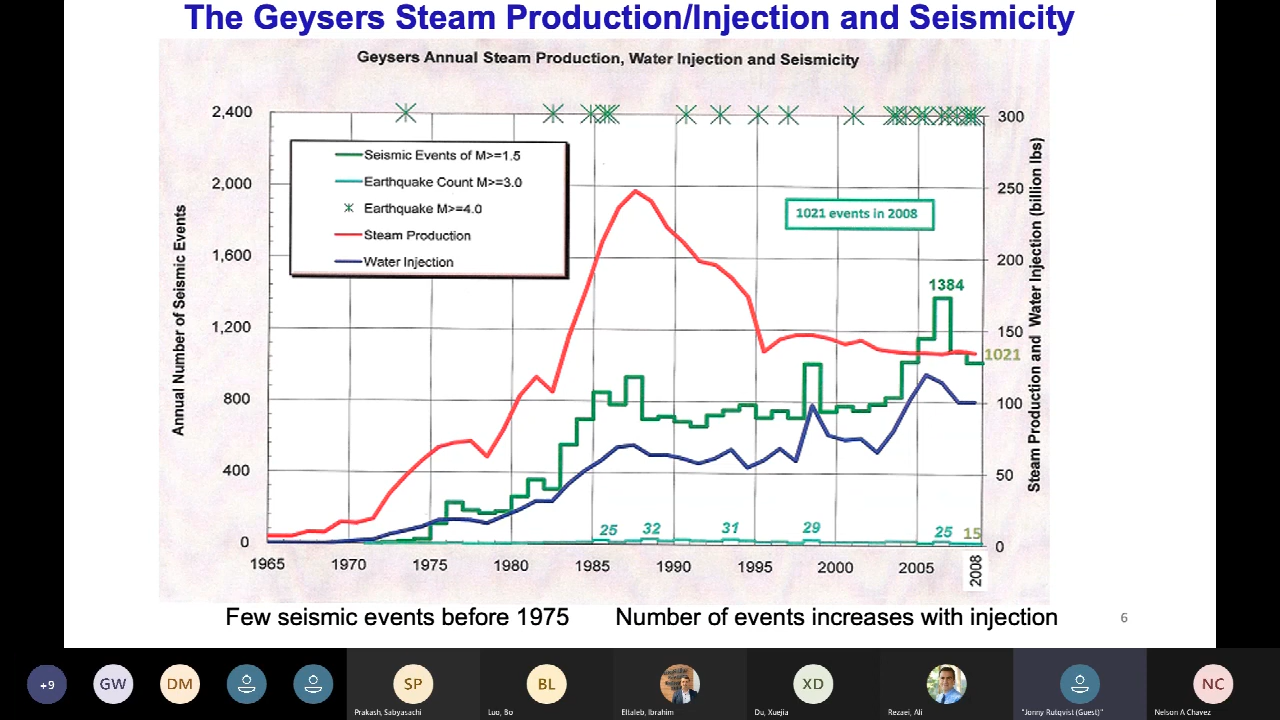 The Geysers Steam Production/Injection and Seismicity
Geysers Annual Steam Production, Water Injection and Seismicity
Annual Number of Seismic Events
2,400
2,000
1,600
1,200
800
400
0
Seismic Events of M>=1.5
Earthquake Count M>=3.0
Earthquake M>=4.0
Steam Production
Water Injection
1021 events in 2008
1384
1021
25
32
31
29
25
15
300
250
200
150
100
50
0
Steam Production and Water Injection (billion lbs)
1965
1970
1975
1980
1985
1990
1995
2000
2005
2008
Few seismic events before 1975
Number of events increases with injection
6
+9
GW
DM
SP
Prakash, Sabyasachi
BL
Luo, Bo
Eltaleb, Ibrahim
XD
Du, Xuejia
Rezaei, Ali
"Jonny Rutqvist (Guest)"
NC
Nelson A Chavez